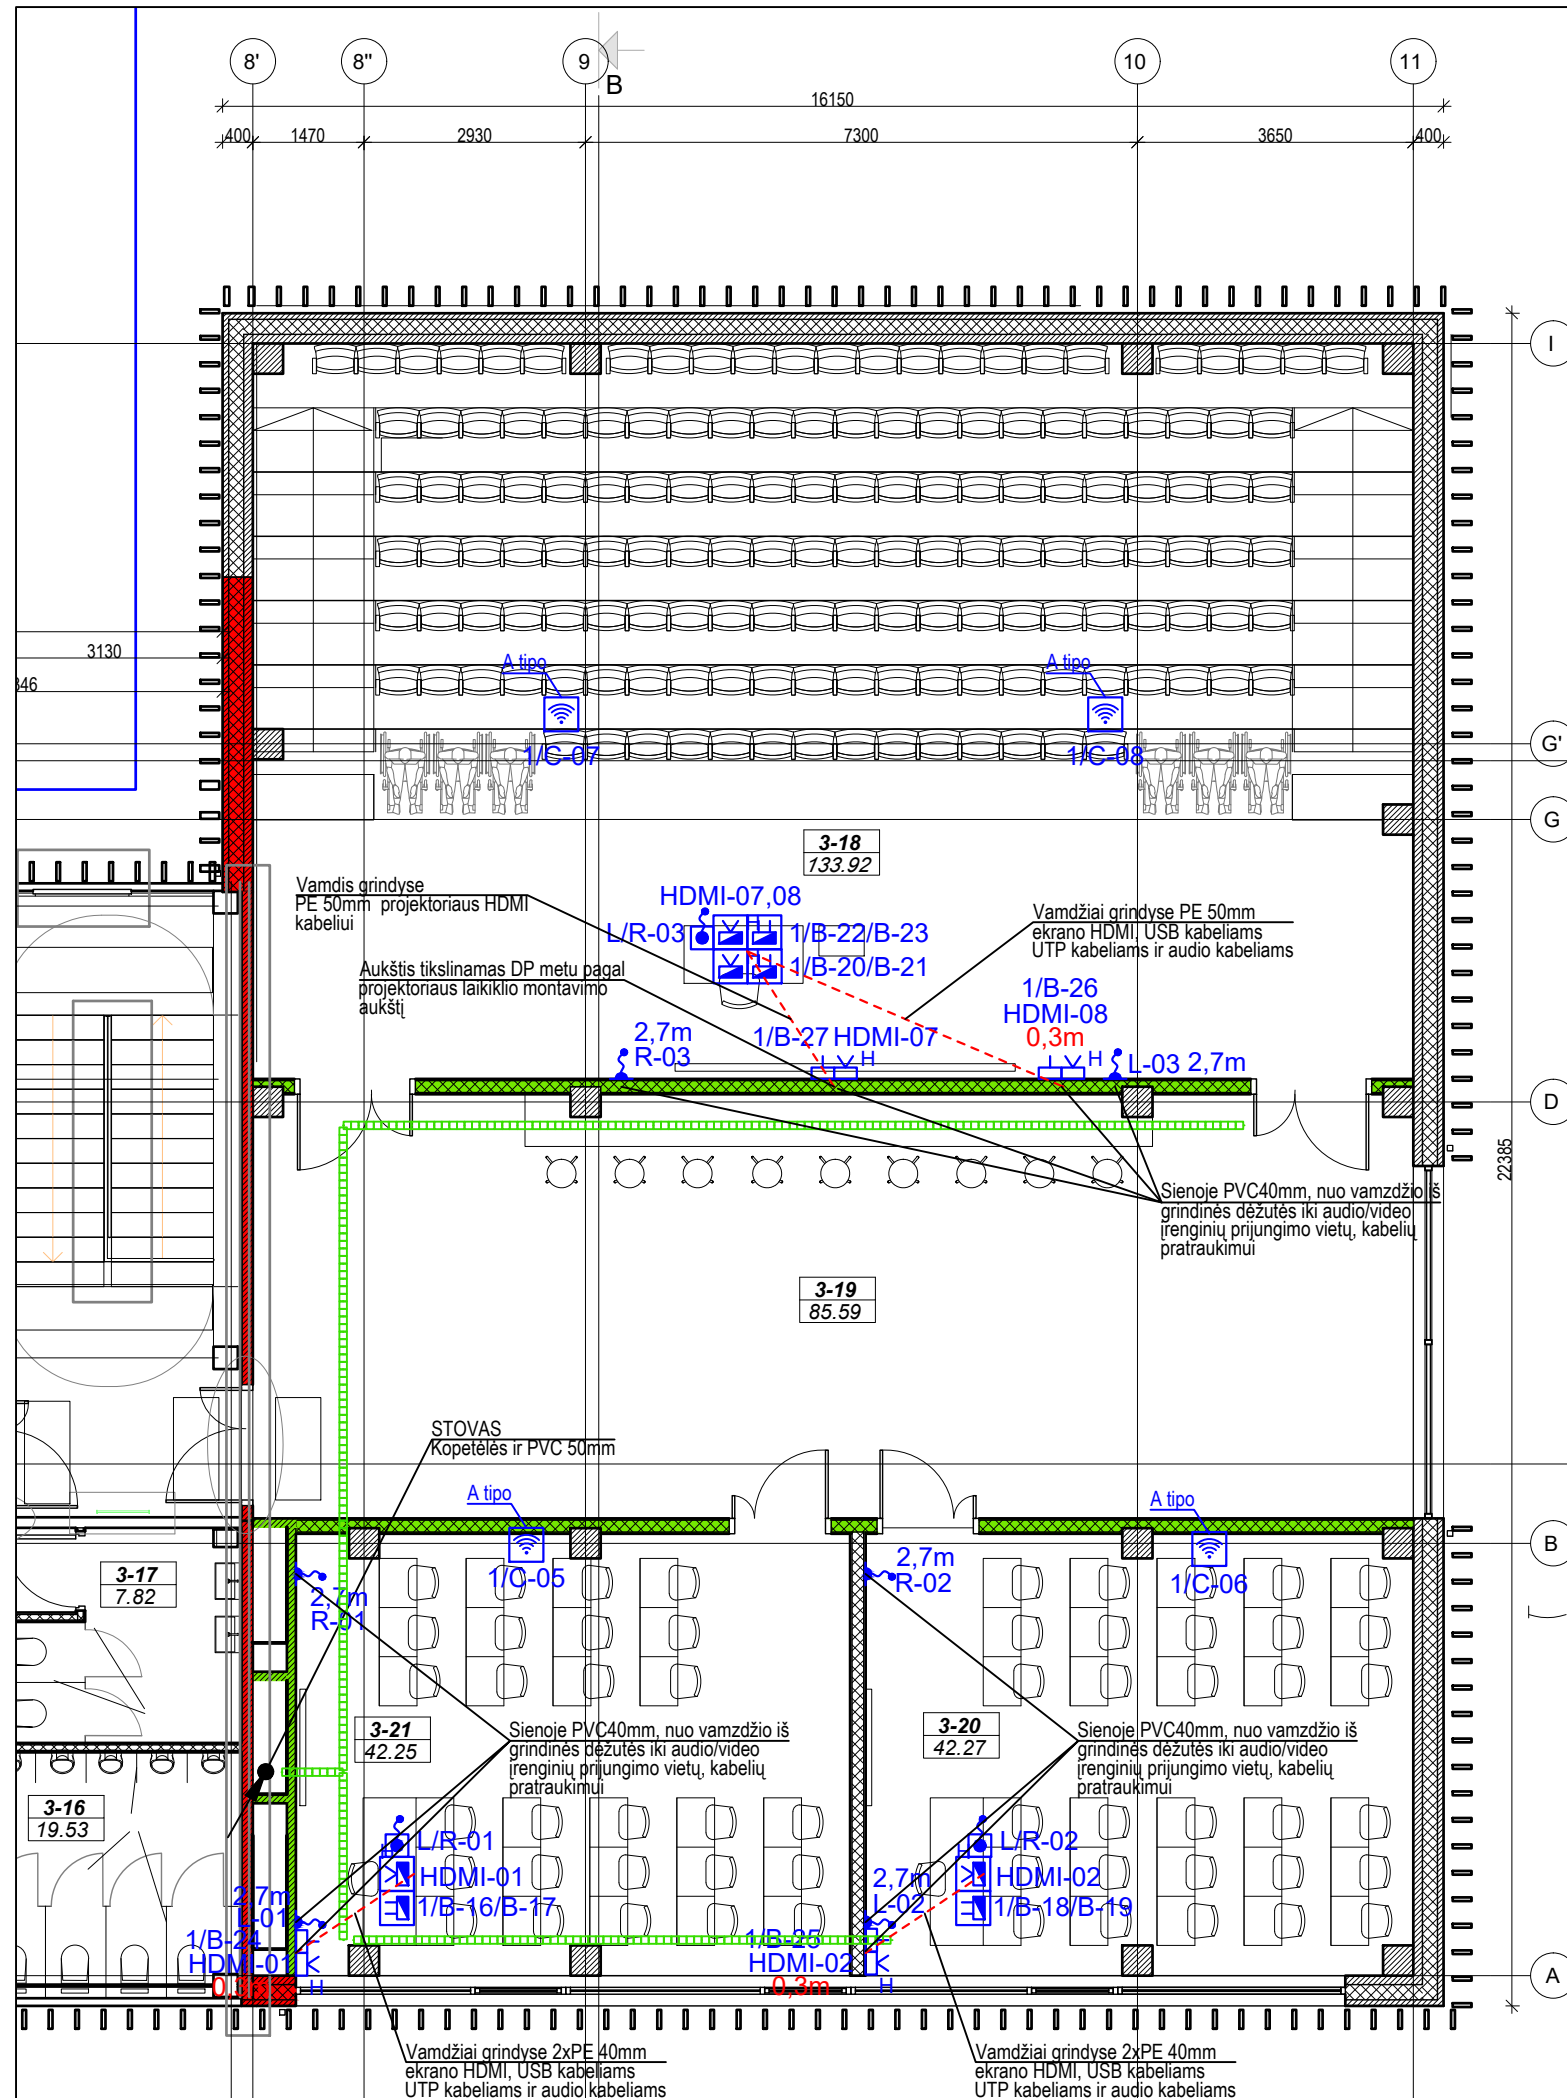 8'
8"
9
10
11
B
16150
400
1470
2930
7300
3650
400
I
3130
346
A tipo
A tipo
1/C-07
1/C-08
G'
G
3-18
133.92
Vamdis grindyse
PE 50mm projektoriaus HDMI
kabeliui
HDMI-07,08
L/R-03
1/B-22/B-23
1/B-20/B-21
Vamdžiai grindyse PE 50mm
ekrano HDMI, USB kabeliams
UTP kabeliams ir audio kabeliams
Aukštis tikslinamas DP metu pagal
projektoriaus laikiklio montavimo
aukštį
1/B-26
HDMI-08
0,3m
2,7m
R-03
1/B-27 HDMI-07
H
H
L-03 2,7m
D
22385
Sienoje PVC40mm, nuo vamzdžio iš
grindinės dėžutės iki audio/video
įrenginių prijungimo vietų, kabelių
pratraukimui
3-19
85.59
STOVAS
Kopetėlės ir PVC 50mm
A tipo
A tipo
B
3-17
7.82
2,7m
R-01
1/C-05
2,7m
R-02
1/C-06
3-21
42.25
Sienoje PVC40mm, nuo vamzdžio iš
grindinės dėžutės iki audio/video
įrenginių prijungimo vietų, kabelių
pratraukimui
3-20
42.27
Sienoje PVC40mm, nuo vamzdžio iš
grindinės dėžutės iki audio/video
įrenginių prijungimo vietų, kabelių
pratraukimui
3-16
19.53
L/R-01
HDMI-01
1/B-16/B-17
L/R-02
HDMI-02
1/B-18/B-19
2,7m
L-01
1/B-24
HDMI-01
0,3m
H
2,7m
L-02
1/B-25
HDMI-02
0,3m
H
A
Vamdžiai grindyse 2xPE 40mm
ekrano HDMI, USB kabeliams
UTP kabeliams ir audio kabeliams
Vamdžiai grindyse 2xPE 40mm
ekrano HDMI, USB kabeliams
UTP kabeliams ir audio kabeliams